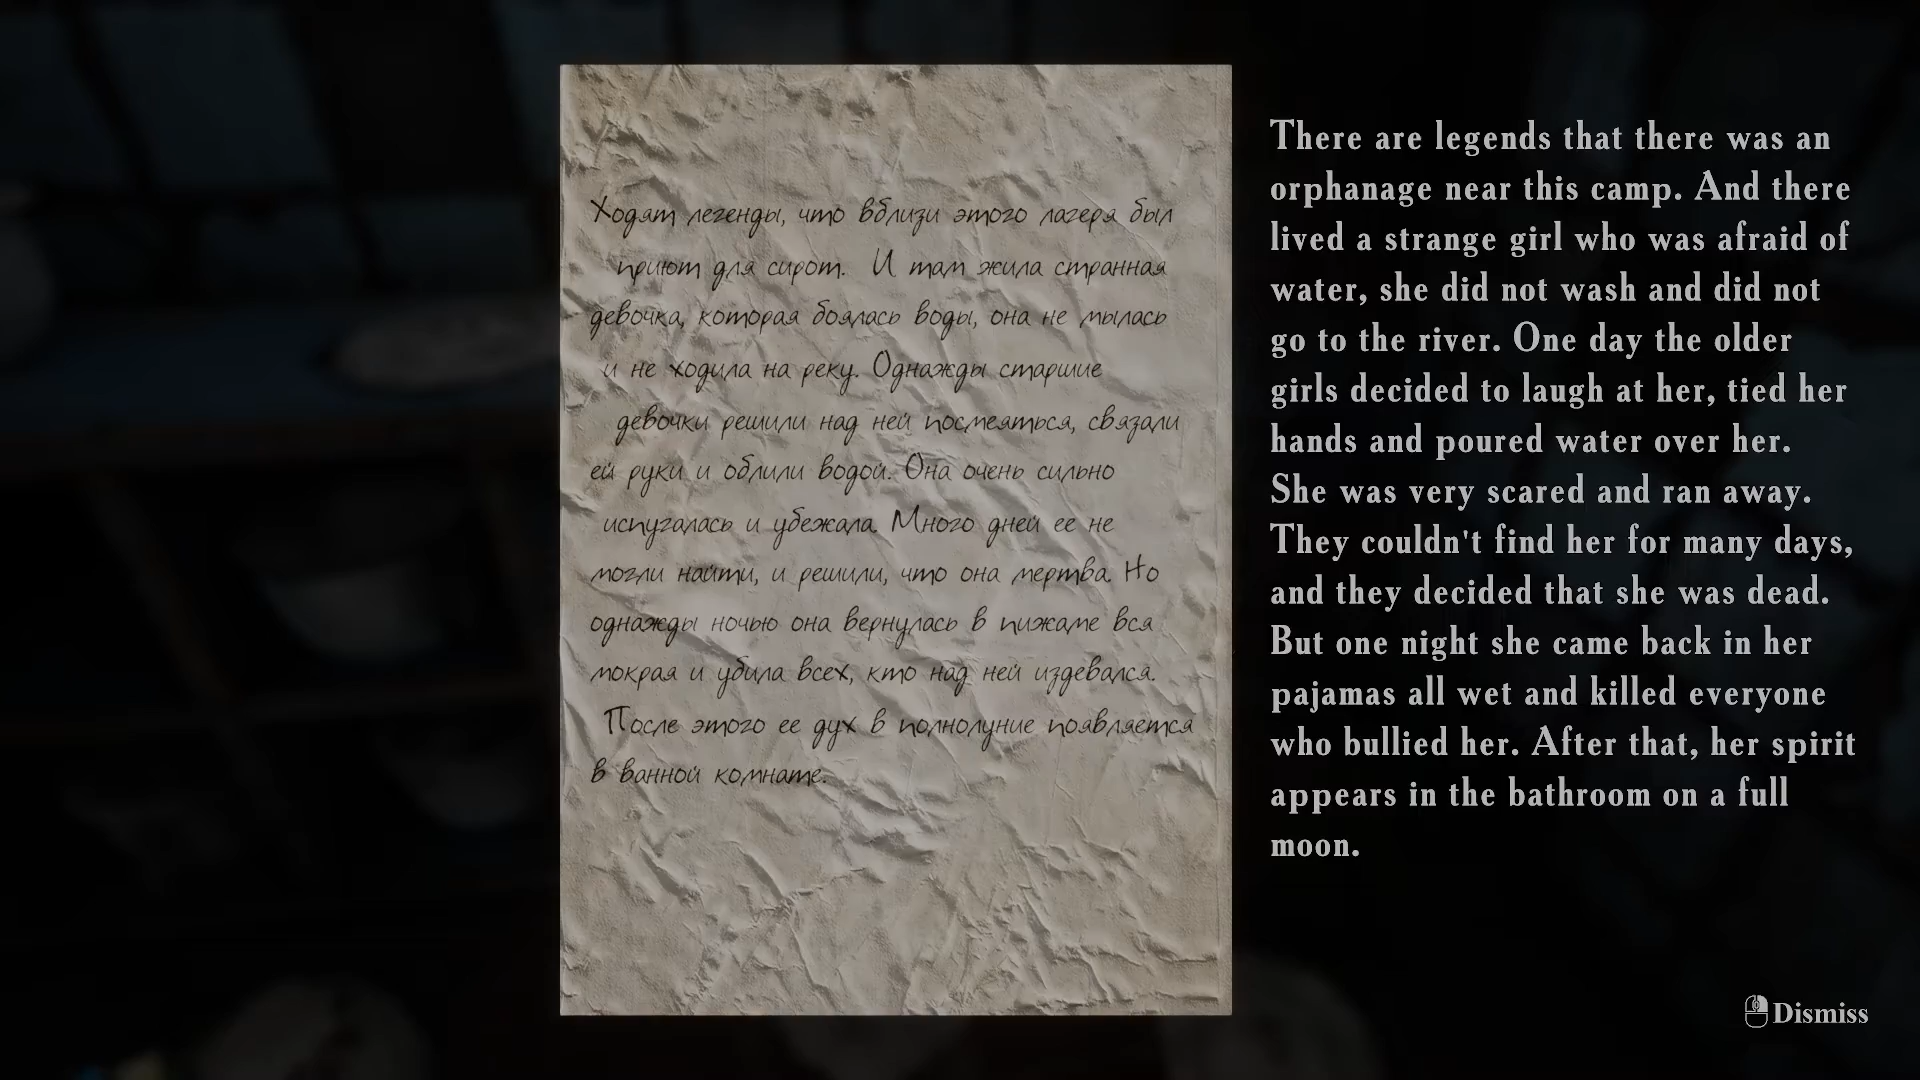 Ходят легенды, что вблизи этого лагеря был
приют для сирот. И там жила странная
девочка, которая боялась воды, она не мылась
и не ходила на реку. Однажды старшие
девочки решили над ней посмеяться, связали
ей руки и облили водой. Она очень сильно
испугалась и убежала. Много дней ее не
могли найти, и решили, что она мертва. Но
однажды ночью она вернулась в пижаме вся
мокрая и убила всех, кто над ней издевался.
После этого ее дух в полнолуние появляется
в ванной комнате.
There are legends that there was an
orphanage near this camp. And there
lived a strange girl who was afraid of
water, she did not wash and did not
go to the river. One day the older
girls decided to laugh at her, tied her
hands and poured water over her.
She was very scared and ran away.
They couldn't find her for many days,
and they decided that she was dead.
But one night she came back in her
pajamas all wet and killed everyone
who bullied her. After that, her spirit
appears in the bathroom on a full
moon.
Dismiss